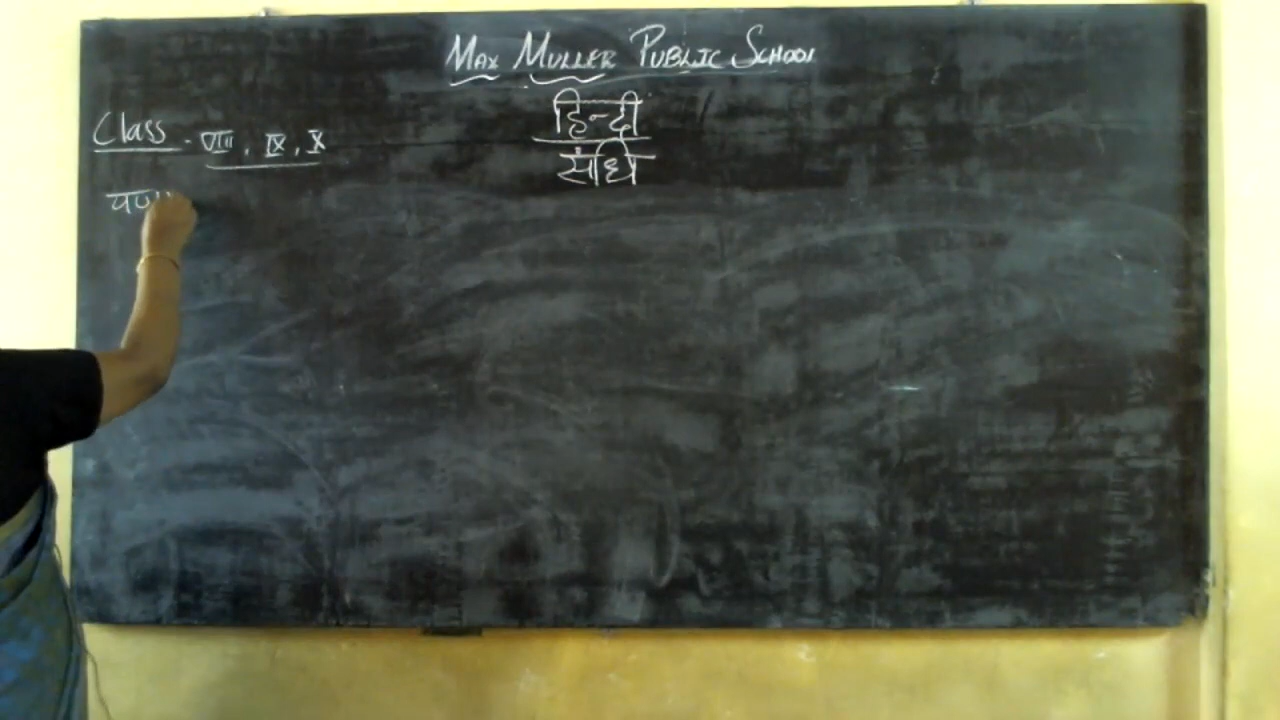 Max Muller Public School
हिन्दी
Class - VIII, IX, X
संधि